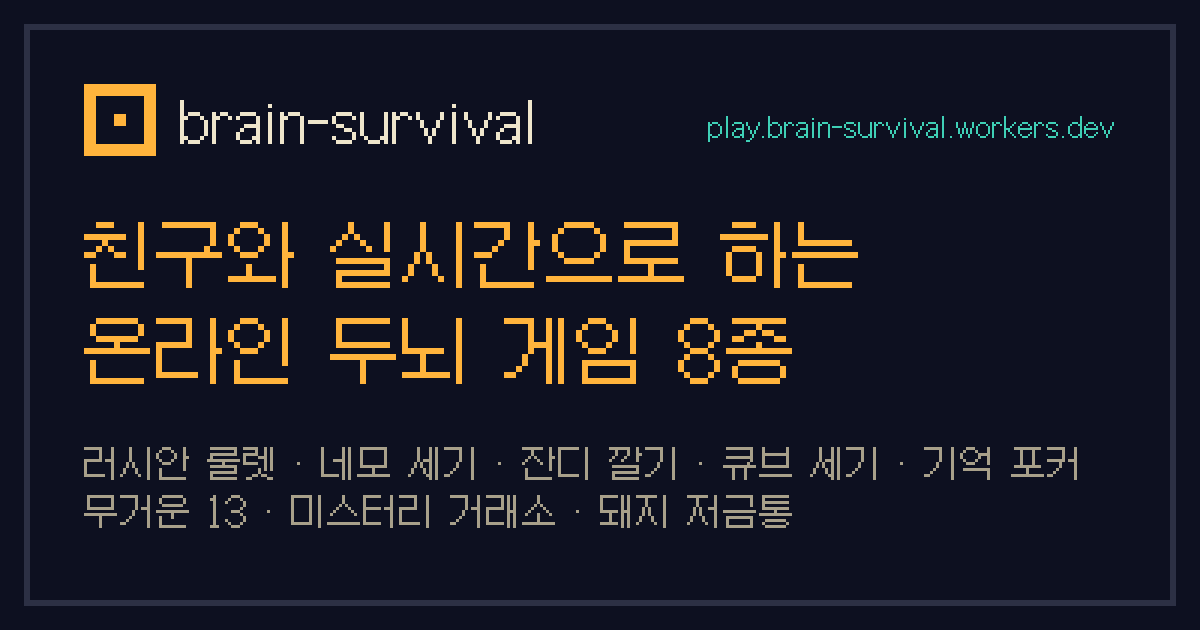 brain-survival
play.brain-survival.workers.dev
친구와 실시간으로 하는
온라인 두뇌 게임 8종
러시안 룰렛 · 네모 세기 · 잔디 깔기 · 큐브 세기 · 기억 포커
무거운 13 · 미스터리 거래소 · 돼지 저금통